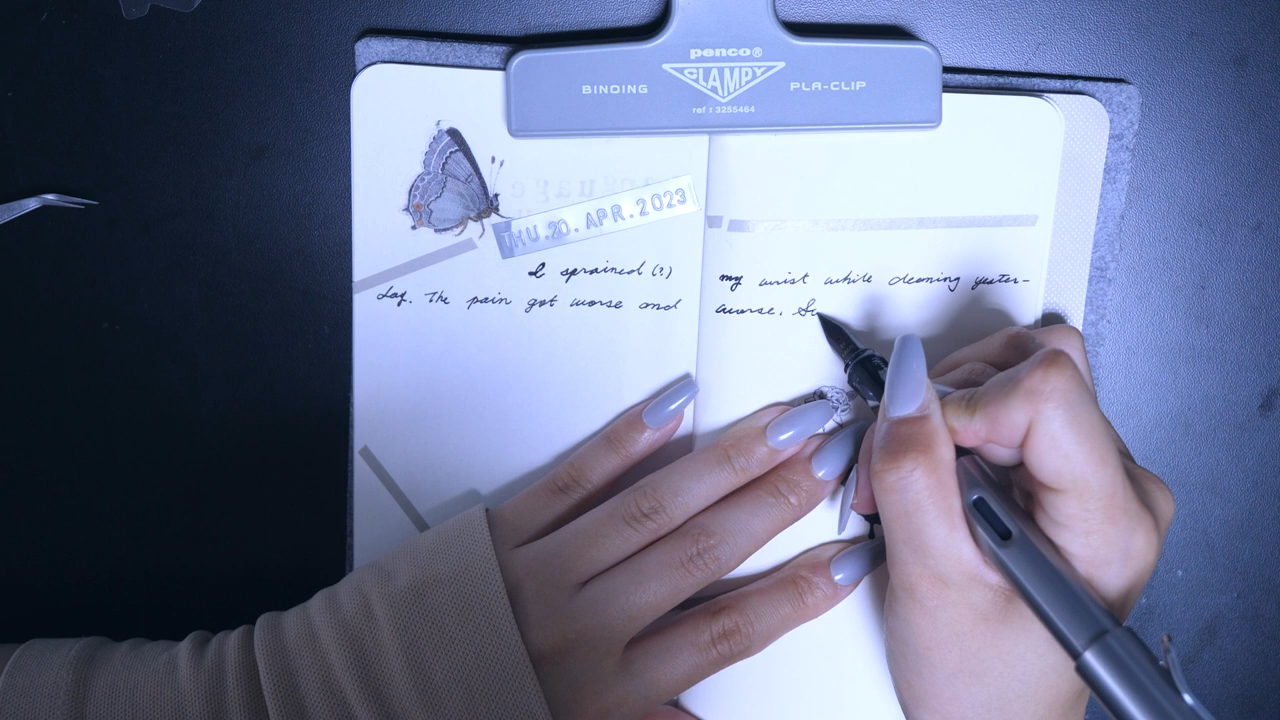 penco®
CLAMPY
BINDING PLA-CLIP
ref : 3255464
THU.20.APR.2023
I sprained (?) my wrist while cleaning yester-
day. The pain got worse and worse. Su